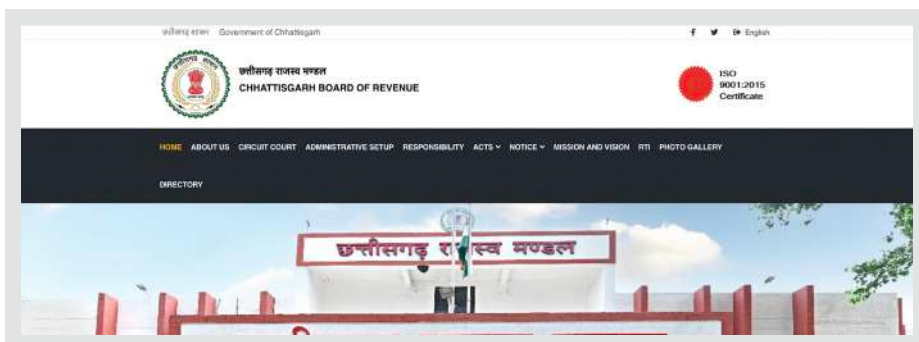 छत्तीसगढ़ शासन Government of Chhattisgarh
English
छत्तीसगढ़ राजस्व मण्डल
CHHATTISGARH BOARD OF REVENUE
ISO
9001:2015
Certificate
HOME ABOUT US CIRCUIT COURT ADMINISTRATIVE SETUP RESPONSIBILITY ACTS NOTICE MISSION AND VISION RTI PHOTO GALLERY
DIRECTORY
छत्तीसगढ़ राजस्व मण्डल